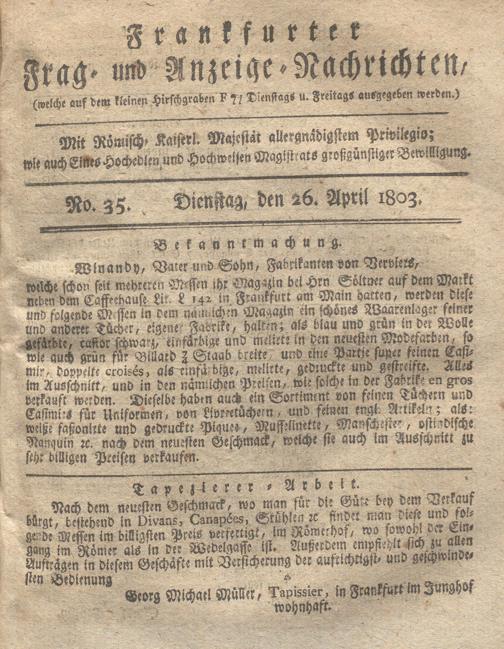 Frankfurter
Frag- und Anzeige-Nachrichten,
(welche auf dem kleinen Hirschgraben F 71 Dienstags u. Freitags ausgegeben werden.)
Mit Römisch, Kaiserl. Majestät allergnädigstem Privilegio;
wie auch Eines Hochedlen und Hochweisen Magistrats großgünstiger Bewilligung.
No. 35. Dienstag, den 26. April 1803.
Bekanntmachung.
Winandy, Vater und Sohn, Fabrikanten von Verviers,
welche schon seit mehreren Messen ihr Magazin bei Hrn Söltner auf dem Markt
neben dem Caffeehause Lit. L 142 in Frankfurt am Main hatten, werden diese
und folgende Messen in dem nämlichen Magazin ein schönes Waarenlager feiner
und anderer Tücher, eigener Fabrike, halten; als blau und grün in der Wolle
gefärbte, castor schwarz, einfärbige und melirte in den neuesten Modefarben, so
wie auch grün für Billard Staab breite, und eine Partie super feinen Casi-
mir, doppelte croisés, als einfärbige, melirte, gedruckte und gestreifte. Alles
im Ausschnitt, und in den nämlichen Preisen, wie solche in der Fabrike en gros
verkauft werden. Dieselbe haben auch ein Sortiment von feinen Tüchern und
Casimirs für Uniformen, von Livreetüchern, und feinen engl. Artikeln; als:
weiße fasionitte und gedruckte Piques, Musselinette, Manschester, ostindische
Nanquin ꝛc. nach dem neuesten Geschmack, welche sie auch im Ausschnitt zu
sehr billigen Preisen verkaufen.
Tapezierer-Arbeit.
Nach dem neuesten Geschmack, wo man für die Güte bey dem Verkauf
bürgt, bestehend in Divans, Canapées, Stühlen ꝛc findet man diese und fol-
gende Messen im billigsten Preis verfertigt, im Römerhof, wo sowohl der Ein-
gang im Römer als in der Wedelgasse ist. Außerdem empfiehlt sich zu allen
Aufträgen in diesem Geschäfte mit Versicherung der aufrichtigst- und geschwinde-
sten Bedienung
Georg Michael Müller, Tapissier, in Frankfurt im Junghof
wohnhaft.